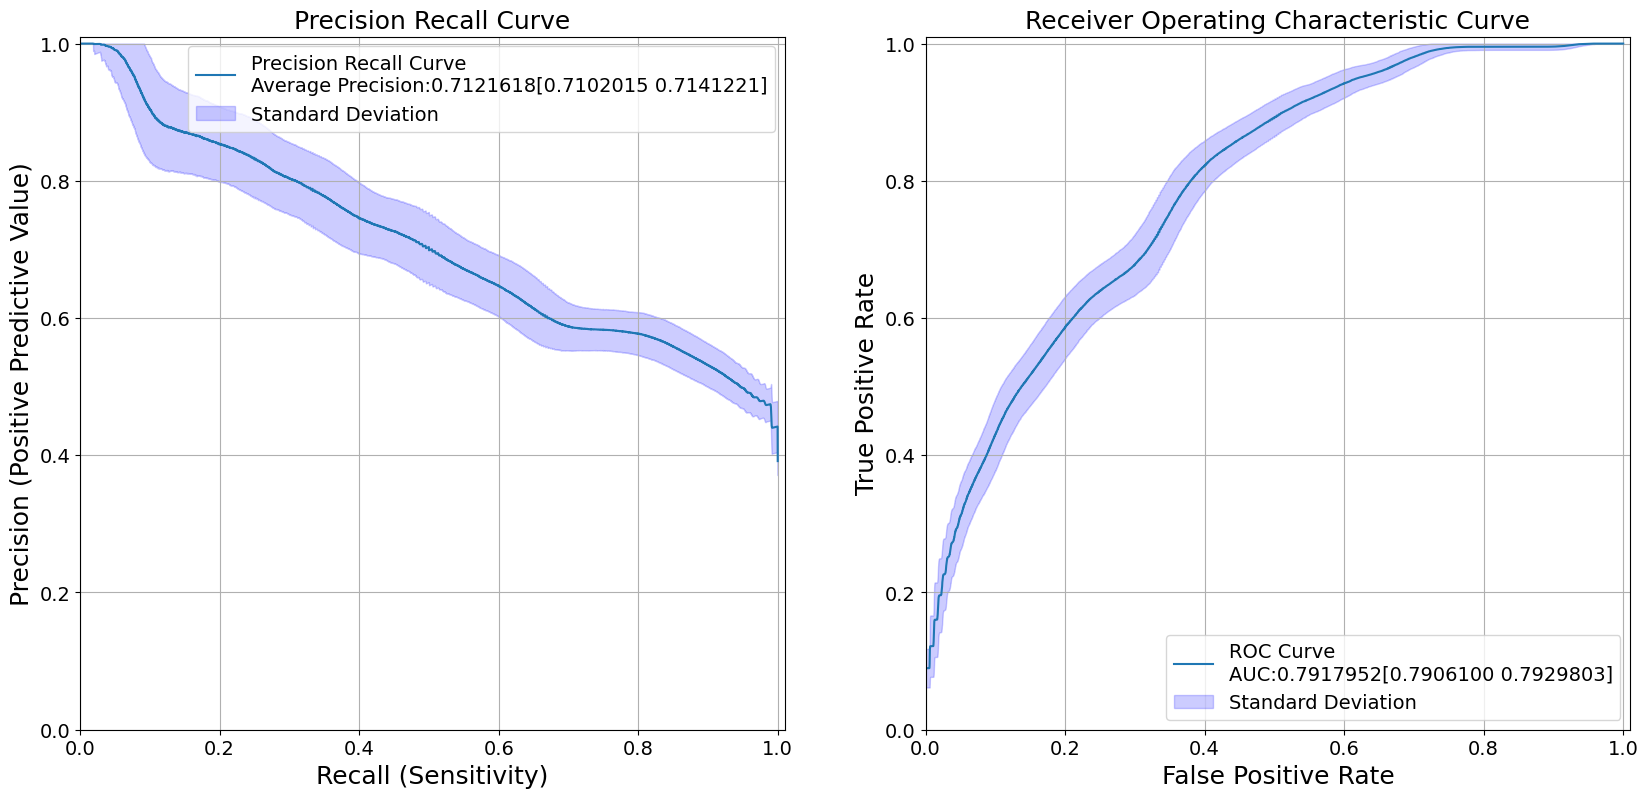 Precision Recall Curve
1.0
0.8
0.6
0.4
0.2
0.0
Precision (Positive Predictive Value)
Precision Recall Curve
Average Precision:0.7121618[0.7102015 0.7141221]
Standard Deviation
0.0 0.2 0.4 0.6 0.8 1.0
Recall (Sensitivity)
Receiver Operating Characteristic Curve
1.0
0.8
0.6
0.4
0.2
0.0
True Positive Rate
ROC Curve
AUC:0.7917952[0.7906100 0.7929803]
Standard Deviation
0.0 0.2 0.4 0.6 0.8 1.0
False Positive Rate